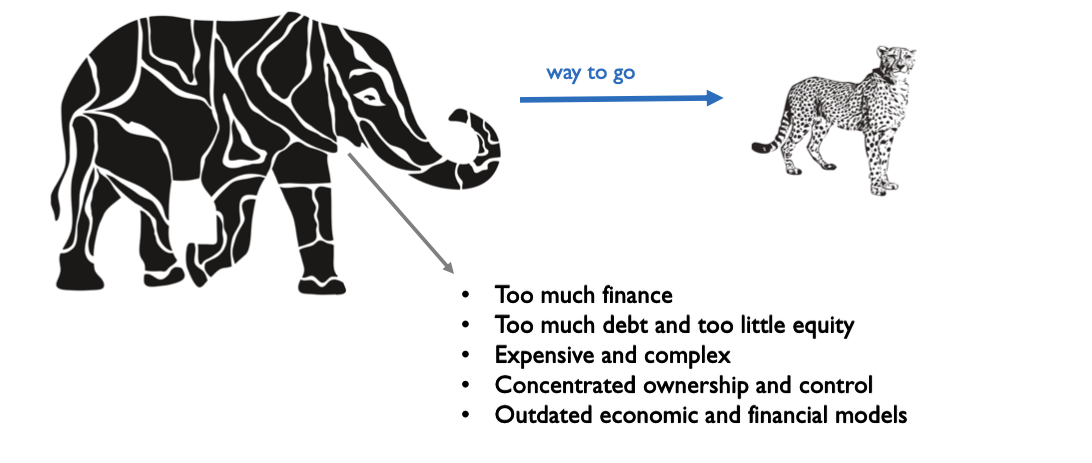 way to go
• Too much finance
• Too much debt and too little equity
• Expensive and complex
• Concentrated ownership and control
• Outdated economic and financial models